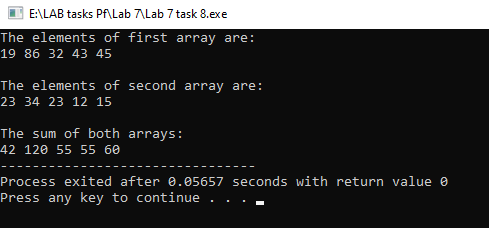 E:\LAB tasks Pf\Lab 7\Lab 7 task 8.exe
The elements of first array are:
19 86 32 43 45
The elements of second array are:
23 34 23 12 15
The sum of both arrays:
42 120 55 55 60
--------------------------------
Process exited after 0.05657 seconds with return value 0
Press any key to continue . . .